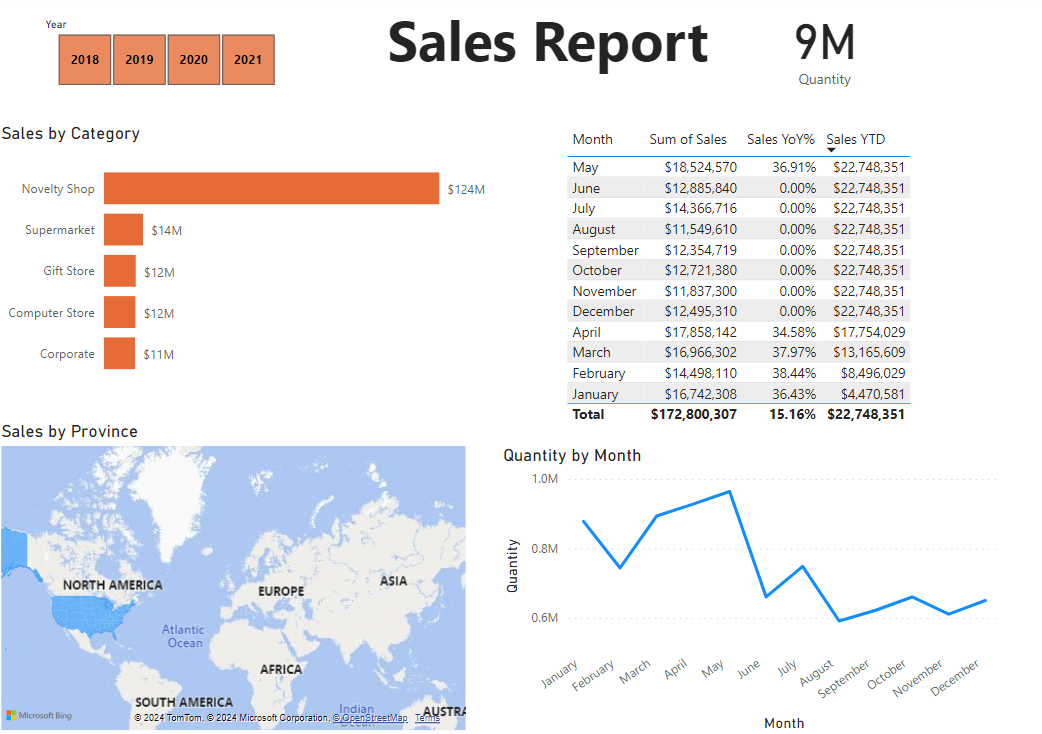 Year
2018 2019 2020 2021
Sales Report
9M
Quantity
Sales by Category
Novelty Shop $124M
Supermarket $14M
Gift Store $12M
Computer Store $12M
Corporate $11M
Month Sum of Sales Sales YoY% Sales YTD
May $18,524,570 36.91% $22,748,351
June $12,885,840 0.00% $22,748,351
July $14,366,716 0.00% $22,748,351
August $11,549,610 0.00% $22,748,351
September $12,354,719 0.00% $22,748,351
October $12,721,380 0.00% $22,748,351
November $11,837,300 0.00% $22,748,351
December $12,495,310 0.00% $22,748,351
April $17,858,142 34.58% $17,754,029
March $16,966,302 37.97% $13,165,609
February $14,498,110 38.44% $8,496,029
January $16,742,308 36.43% $4,470,581
Total $172,800,307 15.16% $22,748,351
Sales by Province
NORTH AMERICA
EUROPE
ASIA
Atlantic
Ocean
AFRICA
SOUTH AMERICA
Indian
AUSTRA
Microsoft Bing
© 2024 TomTom, © 2024 Microsoft Corporation, © OpenStreetMap Terms
Quantity by Month
Quantity
1.0M
0.8M
0.6M
January February March April May June July August September October November December
Month